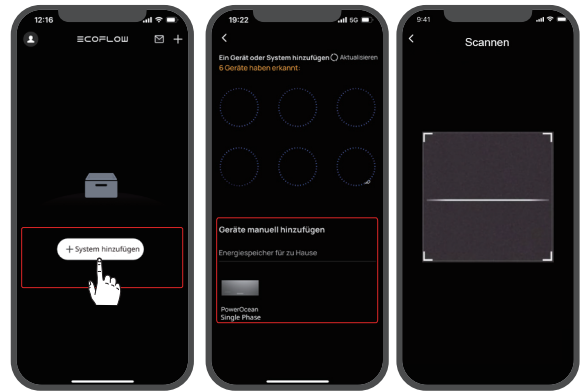 12:16
ECOFLOW
+ System hinzufügen
19:22
5G
Ein Gerät oder System hinzufügen
Aktualisieren
6 Geräte haben erkannt:
Geräte manuell hinzufügen
Energiespeicher für zu Hause
PowerOcean
Single Phase
9:41
Scannen